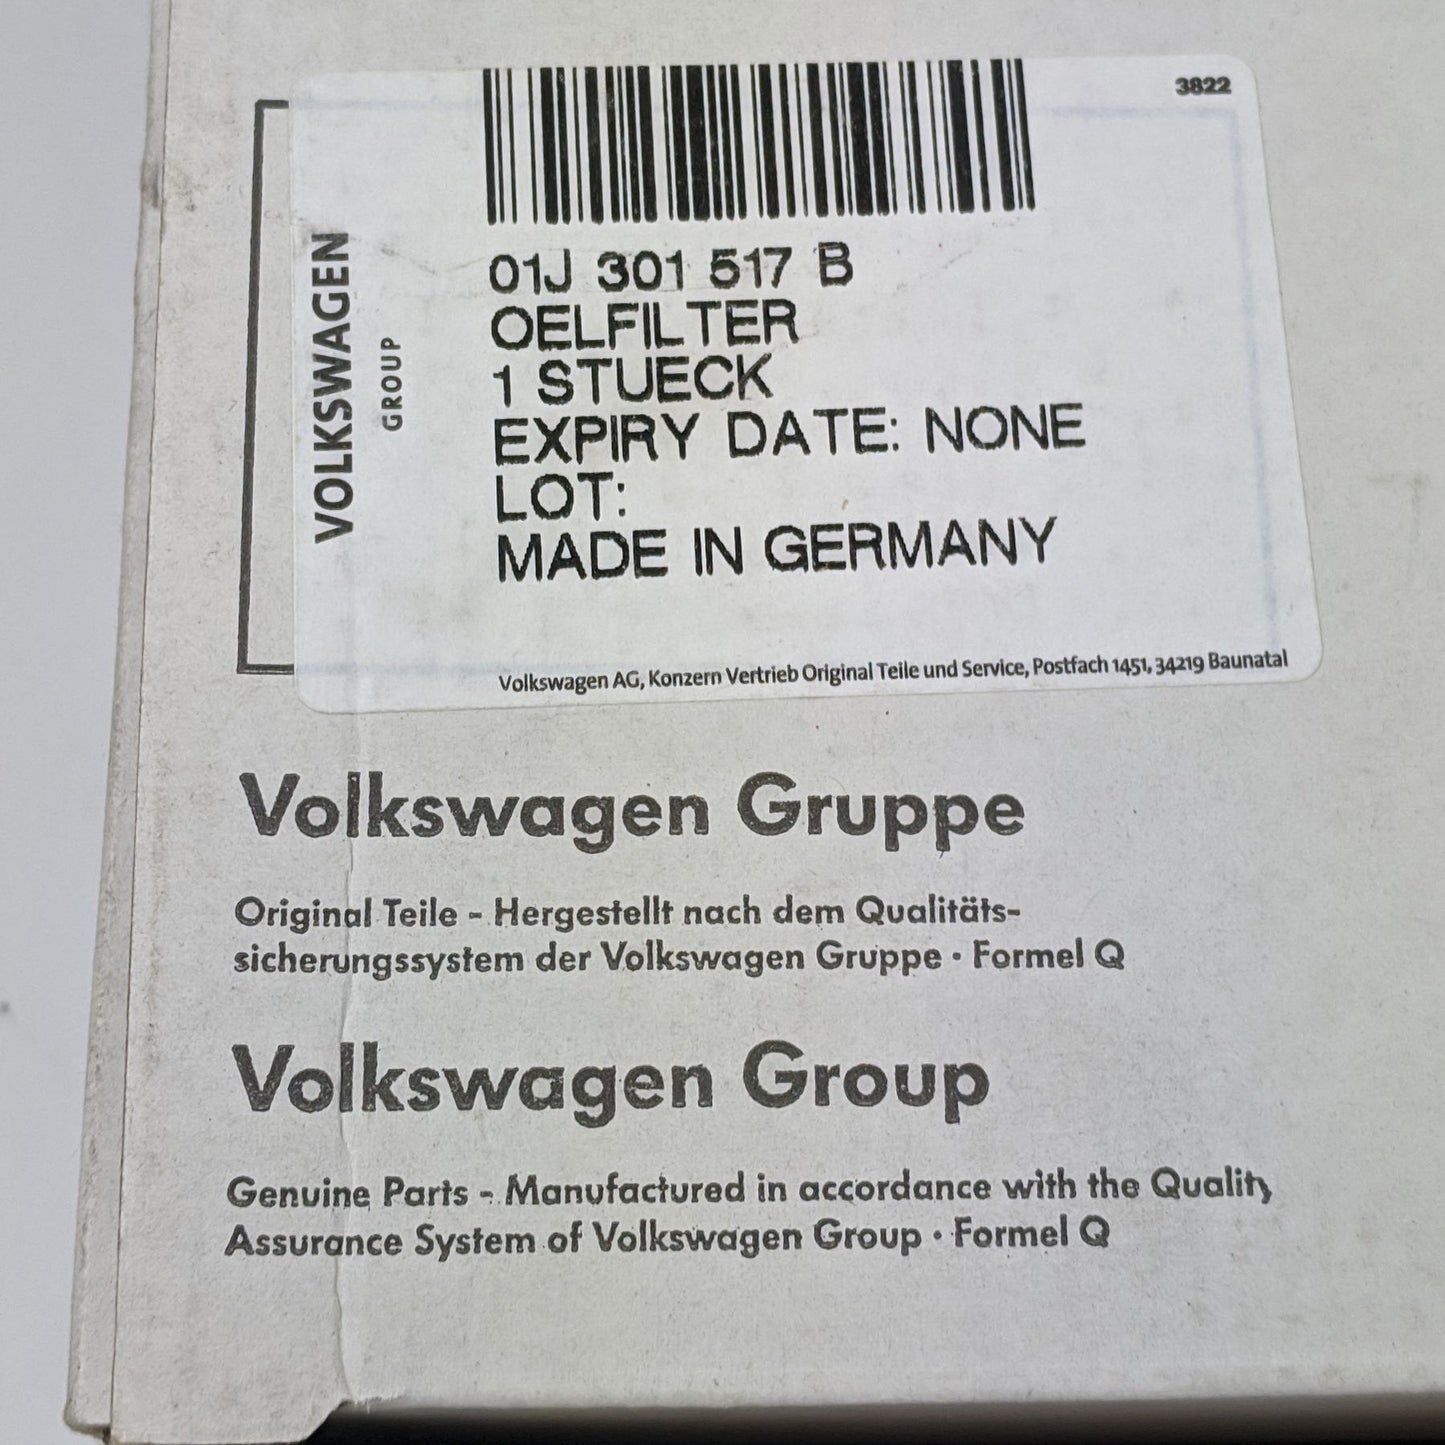 3822
VOLKSWAGEN
GROUP
01J 301 517 B
OELFILTER
1 STUECK
EXPIRY DATE: NONE
LOT:
MADE IN GERMANY
Volkswagen AG, Konzern Vertrieb Original Teile und Service, Postfach 1451, 34219 Baunatal
Volkswagen Gruppe
Original Teile - Hergestellt nach dem Qualitäts-
sicherungssystem der Volkswagen Gruppe · Formel Q
Volkswagen Group
Genuine Parts - Manufactured in accordance with the Quality
Assurance System of Volkswagen Group · Formel Q